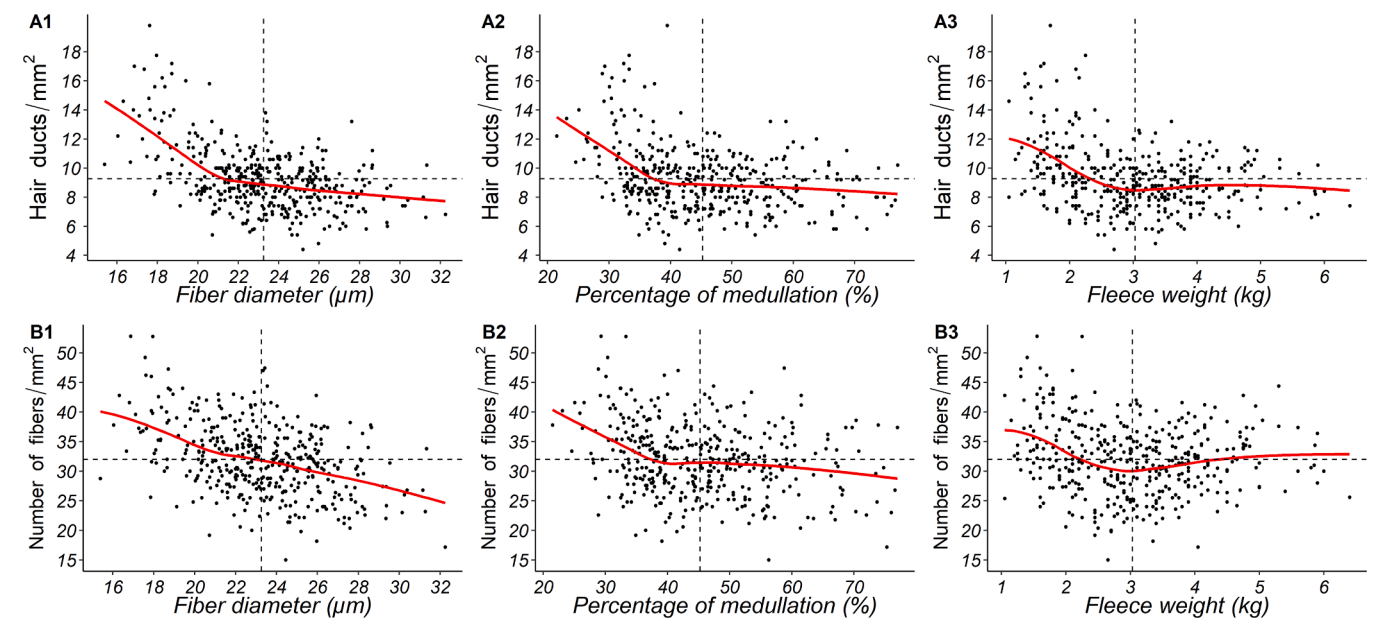 A1
Hair ducts/mm²
18
16
14
12
10
8
6
4
16 18 20 22 24 26 28 30 32
Fiber diameter (µm)
A2
Hair ducts/mm²
18
16
14
12
10
8
6
4
20 30 40 50 60 70
Percentage of medullation (%)
A3
Hair ducts/mm²
18
16
14
12
10
8
6
4
1 2 3 4 5 6
Fleece weight (kg)
B1
Number of fibers/mm²
50
45
40
35
30
25
20
15
16 18 20 22 24 26 28 30 32
Fiber diameter (µm)
B2
Number of fibers/mm²
50
45
40
35
30
25
20
15
20 30 40 50 60 70
Percentage of medullation (%)
B3
Number of fibers/mm²
50
45
40
35
30
25
20
15
1 2 3 4 5 6
Fleece weight (kg)